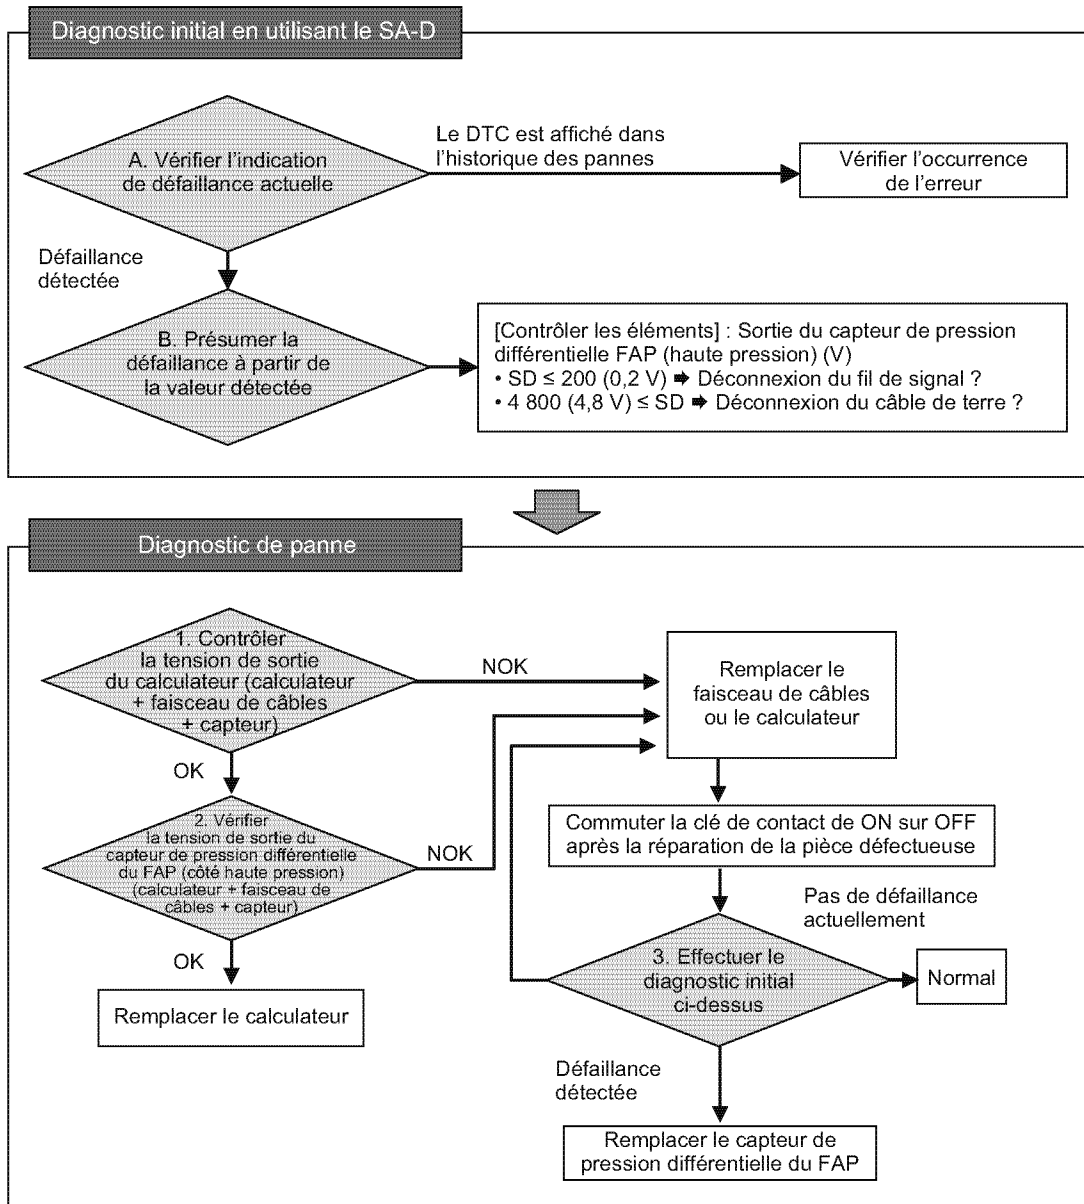 Diagnostic initial en utilisant le SA-D
A. Vérifier l'indication
de défaillance actuelle
Le DTC est affiché dans
l'historique des pannes
Vérifier l'occurrence
de l'erreur
Défaillance
détectée
B. Présumer la
défaillance à partir de
la valeur détectée
[Contrôler les éléments] : Sortie du capteur de pression
différentielle FAP (haute pression) (V)
• SD ≤ 200 (0,2 V) ➡ Déconnexion du fil de signal ?
• 4 800 (4,8 V) ≤ SD ➡ Déconnexion du câble de terre ?
Diagnostic de panne
1. Contrôler
la tension de sortie
du calculateur (calculateur
+ faisceau de câbles
+ capteur)
NOK
Remplacer le
faisceau de câbles
ou le calculateur
OK
2. Vérifier
la tension de sortie du
capteur de pression différentielle
du FAP (côté haute pression)
(calculateur + faisceau de
câbles + capteur)
NOK
Commuter la clé de contact de ON sur OFF
après la réparation de la pièce défectueuse
Pas de défaillance
actuellement
OK
3. Effectuer le
diagnostic initial
ci-dessus
Normal
Remplacer le calculateur
Défaillance
détectée
Remplacer le capteur de
pression différentielle du FAP